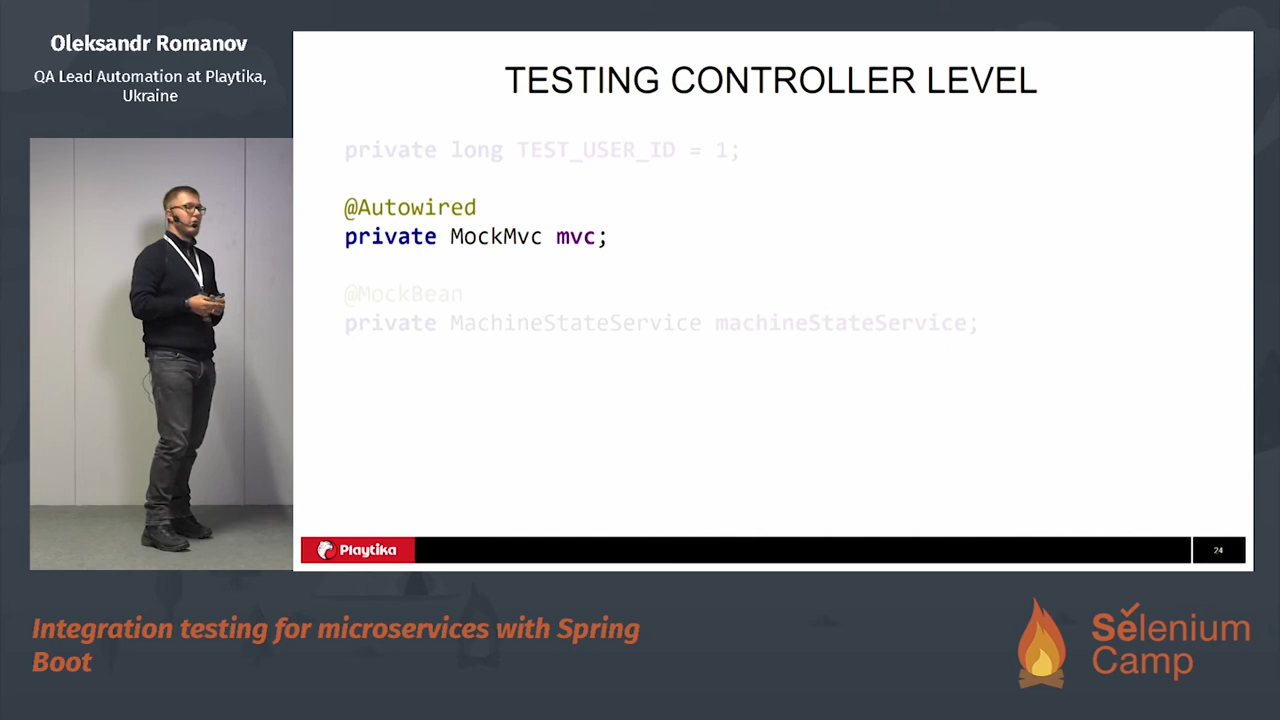 Oleksandr Romanov
QA Lead Automation at Playtika,
Ukraine
TESTING CONTROLLER LEVEL
private long TEST_USER_ID = 1;
@Autowired
private MockMvc mvc;
@MockBean
private MachineStateService machineStateService;
Playtika
24
Integration testing for microservices with Spring
Boot
Selenium
Camp